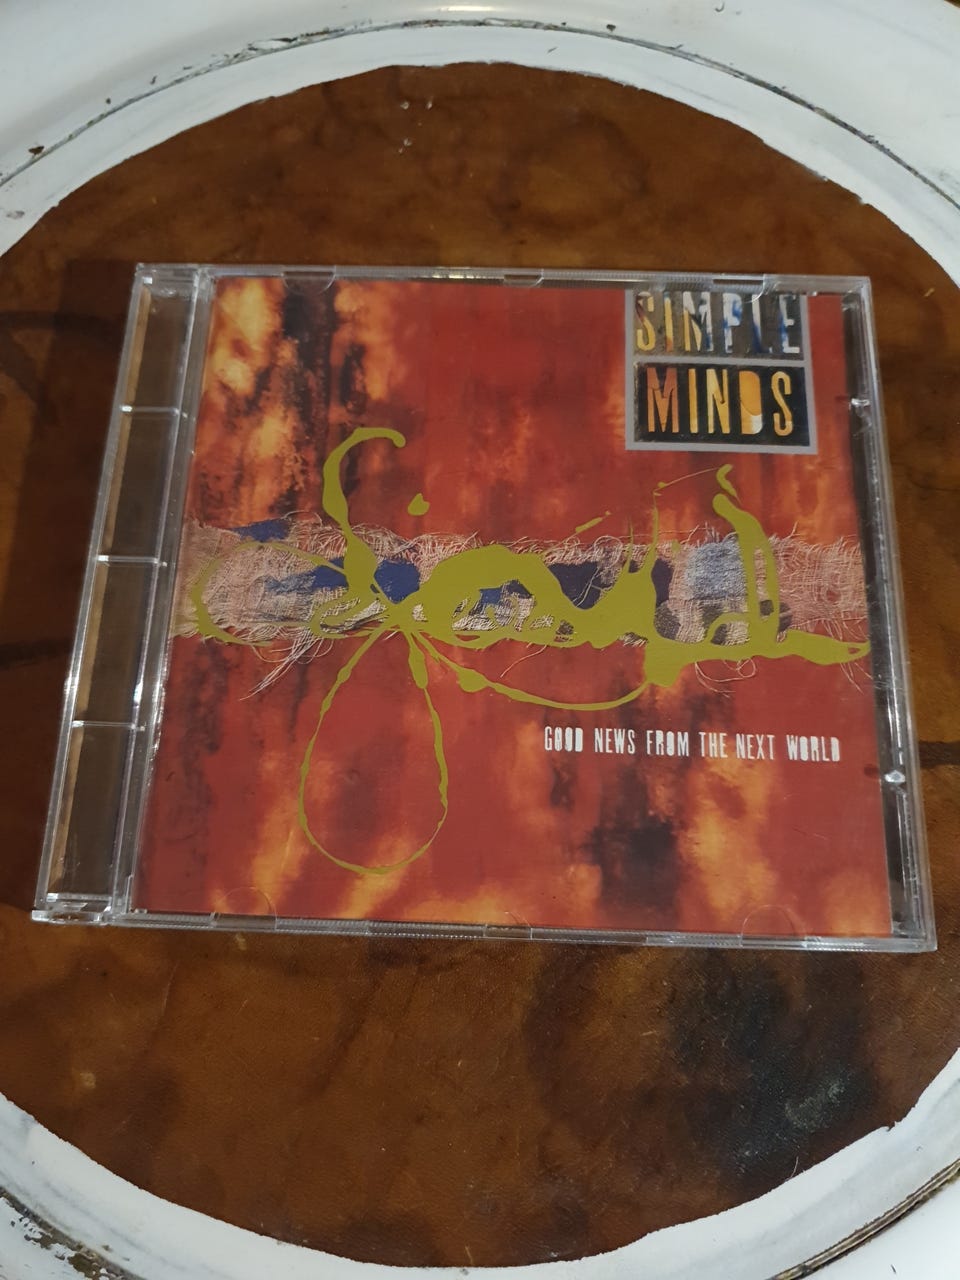 SIMPLE
MINDS
GOOD NEWS FROM THE NEXT WORLD